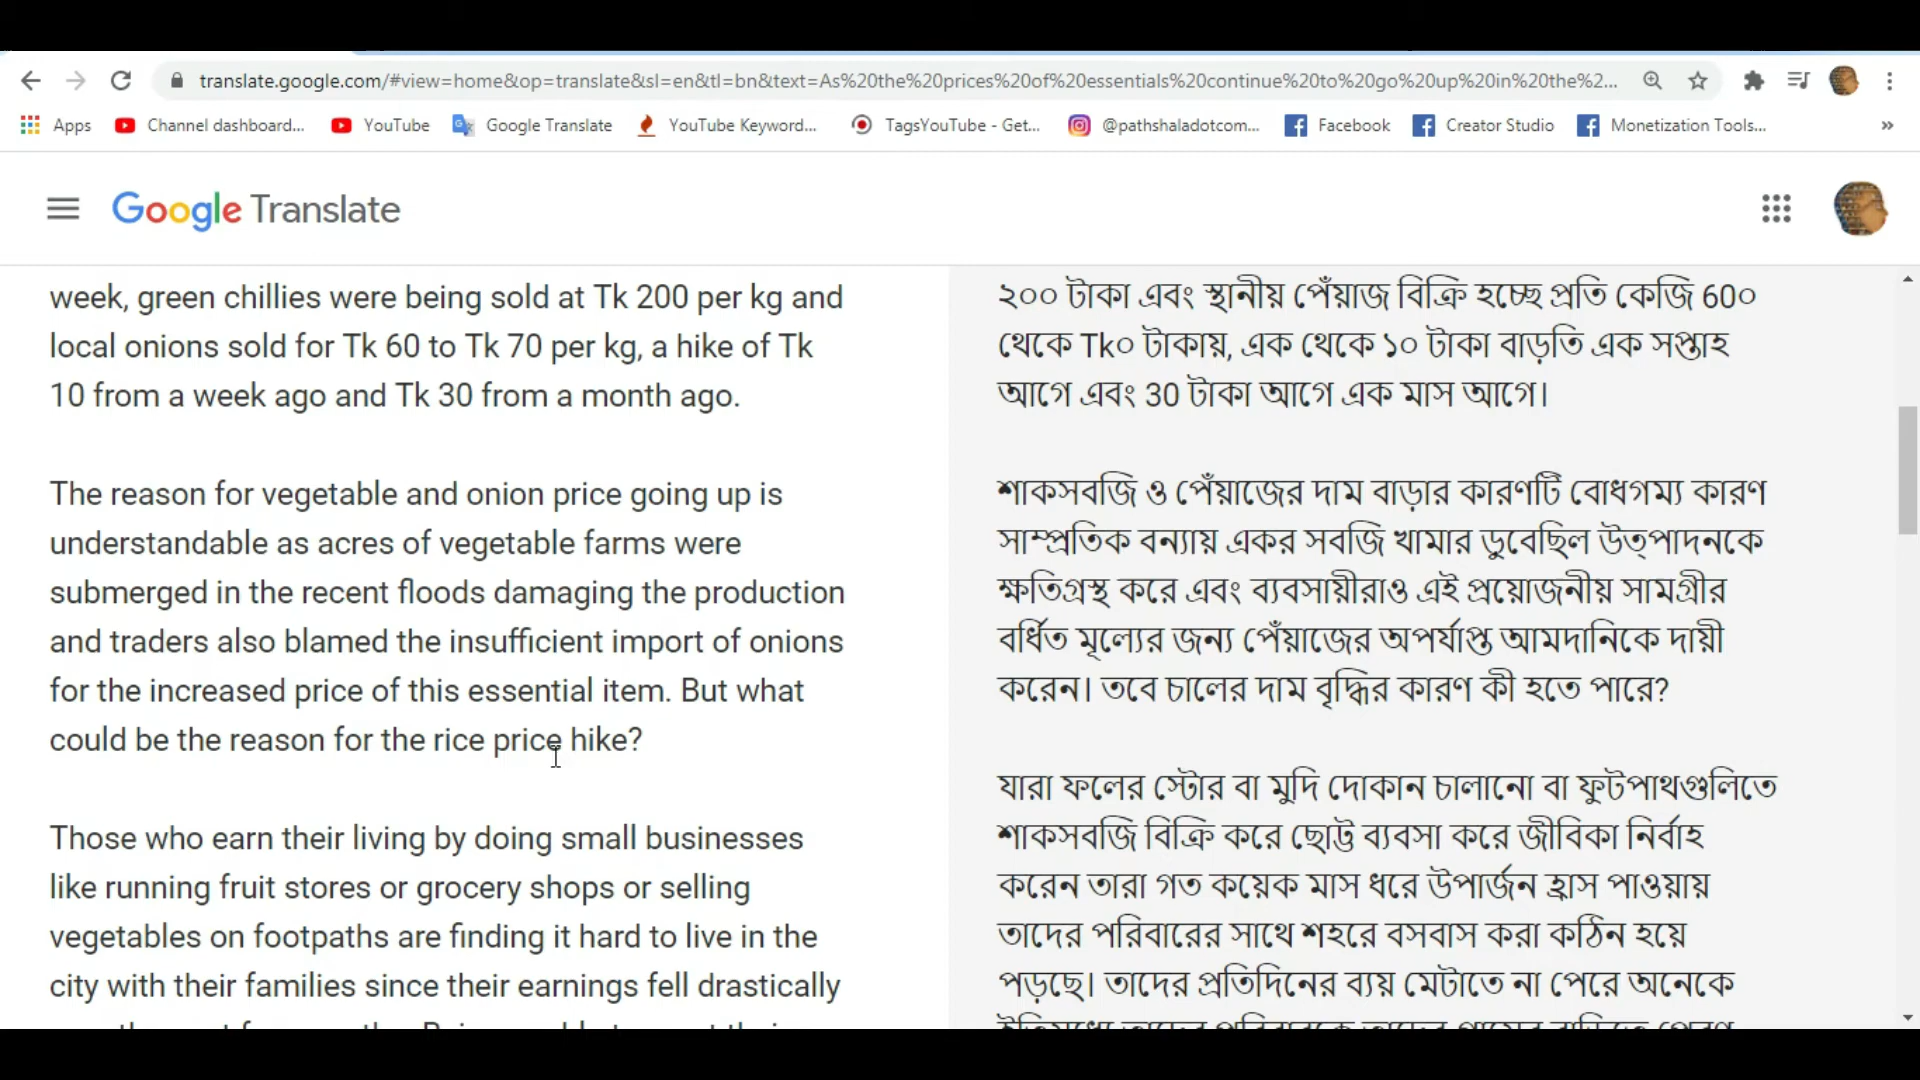 translate.google.com/#view=home&op=translate&sl=en&tl=bn&text=As%20the%20prices%20of%20essentials%20continue%20to%20go%20up%20in%20the%2...
Apps Channel dashboard... YouTube Google Translate YouTube Keyword... TagsYouTube - Get... @pathshaladotcom... Facebook Creator Studio Monetization Tools... »
Google Translate
week, green chillies were being sold at Tk 200 per kg and
local onions sold for Tk 60 to Tk 70 per kg, a hike of Tk
10 from a week ago and Tk 30 from a month ago.
The reason for vegetable and onion price going up is
understandable as acres of vegetable farms were
submerged in the recent floods damaging the production
and traders also blamed the insufficient import of onions
for the increased price of this essential item. But what
could be the reason for the rice price hike?
Those who earn their living by doing small businesses
like running fruit stores or grocery shops or selling
vegetables on footpaths are finding it hard to live in the
city with their families since their earnings fell drastically
২০০ টাকা এবং স্থানীয় পেঁয়াজ বিক্রি হচ্ছে প্রতি কেজি 60০
থেকে Tk০ টাকায়, এক থেকে ১০ টাকা বাড়তি এক সপ্তাহ
আগে এবং 30 টাকা আগে এক মাস আগে।
শাকসবজি ও পেঁয়াজের দাম বাড়ার কারণটি বোধগম্য কারণ
সাম্প্রতিক বন্যায় একর সবজি খামার ডুবেছিল উত্পাদনকে
ক্ষতিগ্রস্থ করে এবং ব্যবসায়ীরাও এই প্রয়োজনীয় সামগ্রীর
বর্ধিত মূল্যের জন্য পেঁয়াজের অপর্যাপ্ত আমদানিকে দায়ী
করেন। তবে চালের দাম বৃদ্ধির কারণ কী হতে পারে?
যারা ফলের স্টোর বা মুদি দোকান চালানো বা ফুটপাথগুলিতে
শাকসবজি বিক্রি করে ছোট্ট ব্যবসা করে জীবিকা নির্বাহ
করেন তারা গত কয়েক মাস ধরে উপার্জন হ্রাস পাওয়ায়
তাদের পরিবারের সাথে শহরে বসবাস করা কঠিন হয়ে
পড়ছে। তাদের প্রতিদিনের ব্যয় মেটাতে না পেরে অনেকে